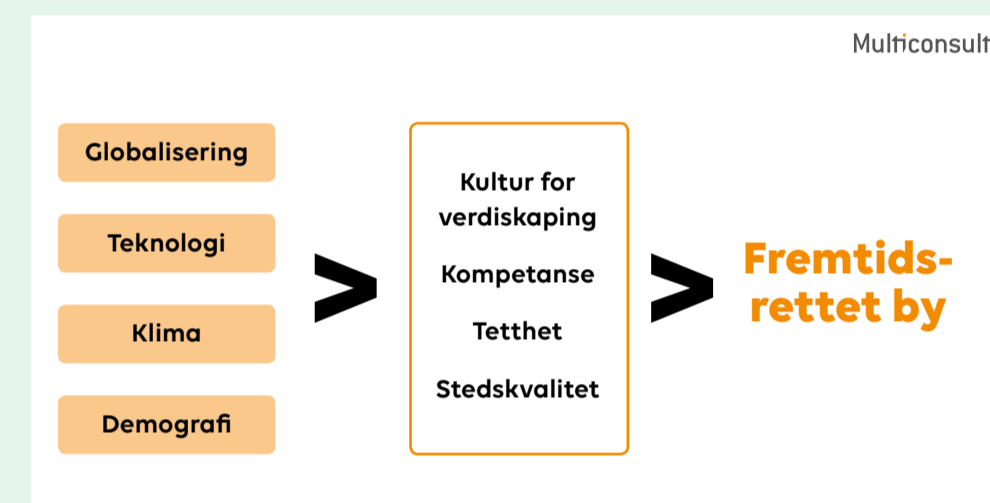 Multiconsult
Globalisering
Teknologi
Klima
Demografi
>
Kultur for
verdiskaping
Kompetanse
Tetthet
Stedskvalitet
>
Fremtids-
rettet by